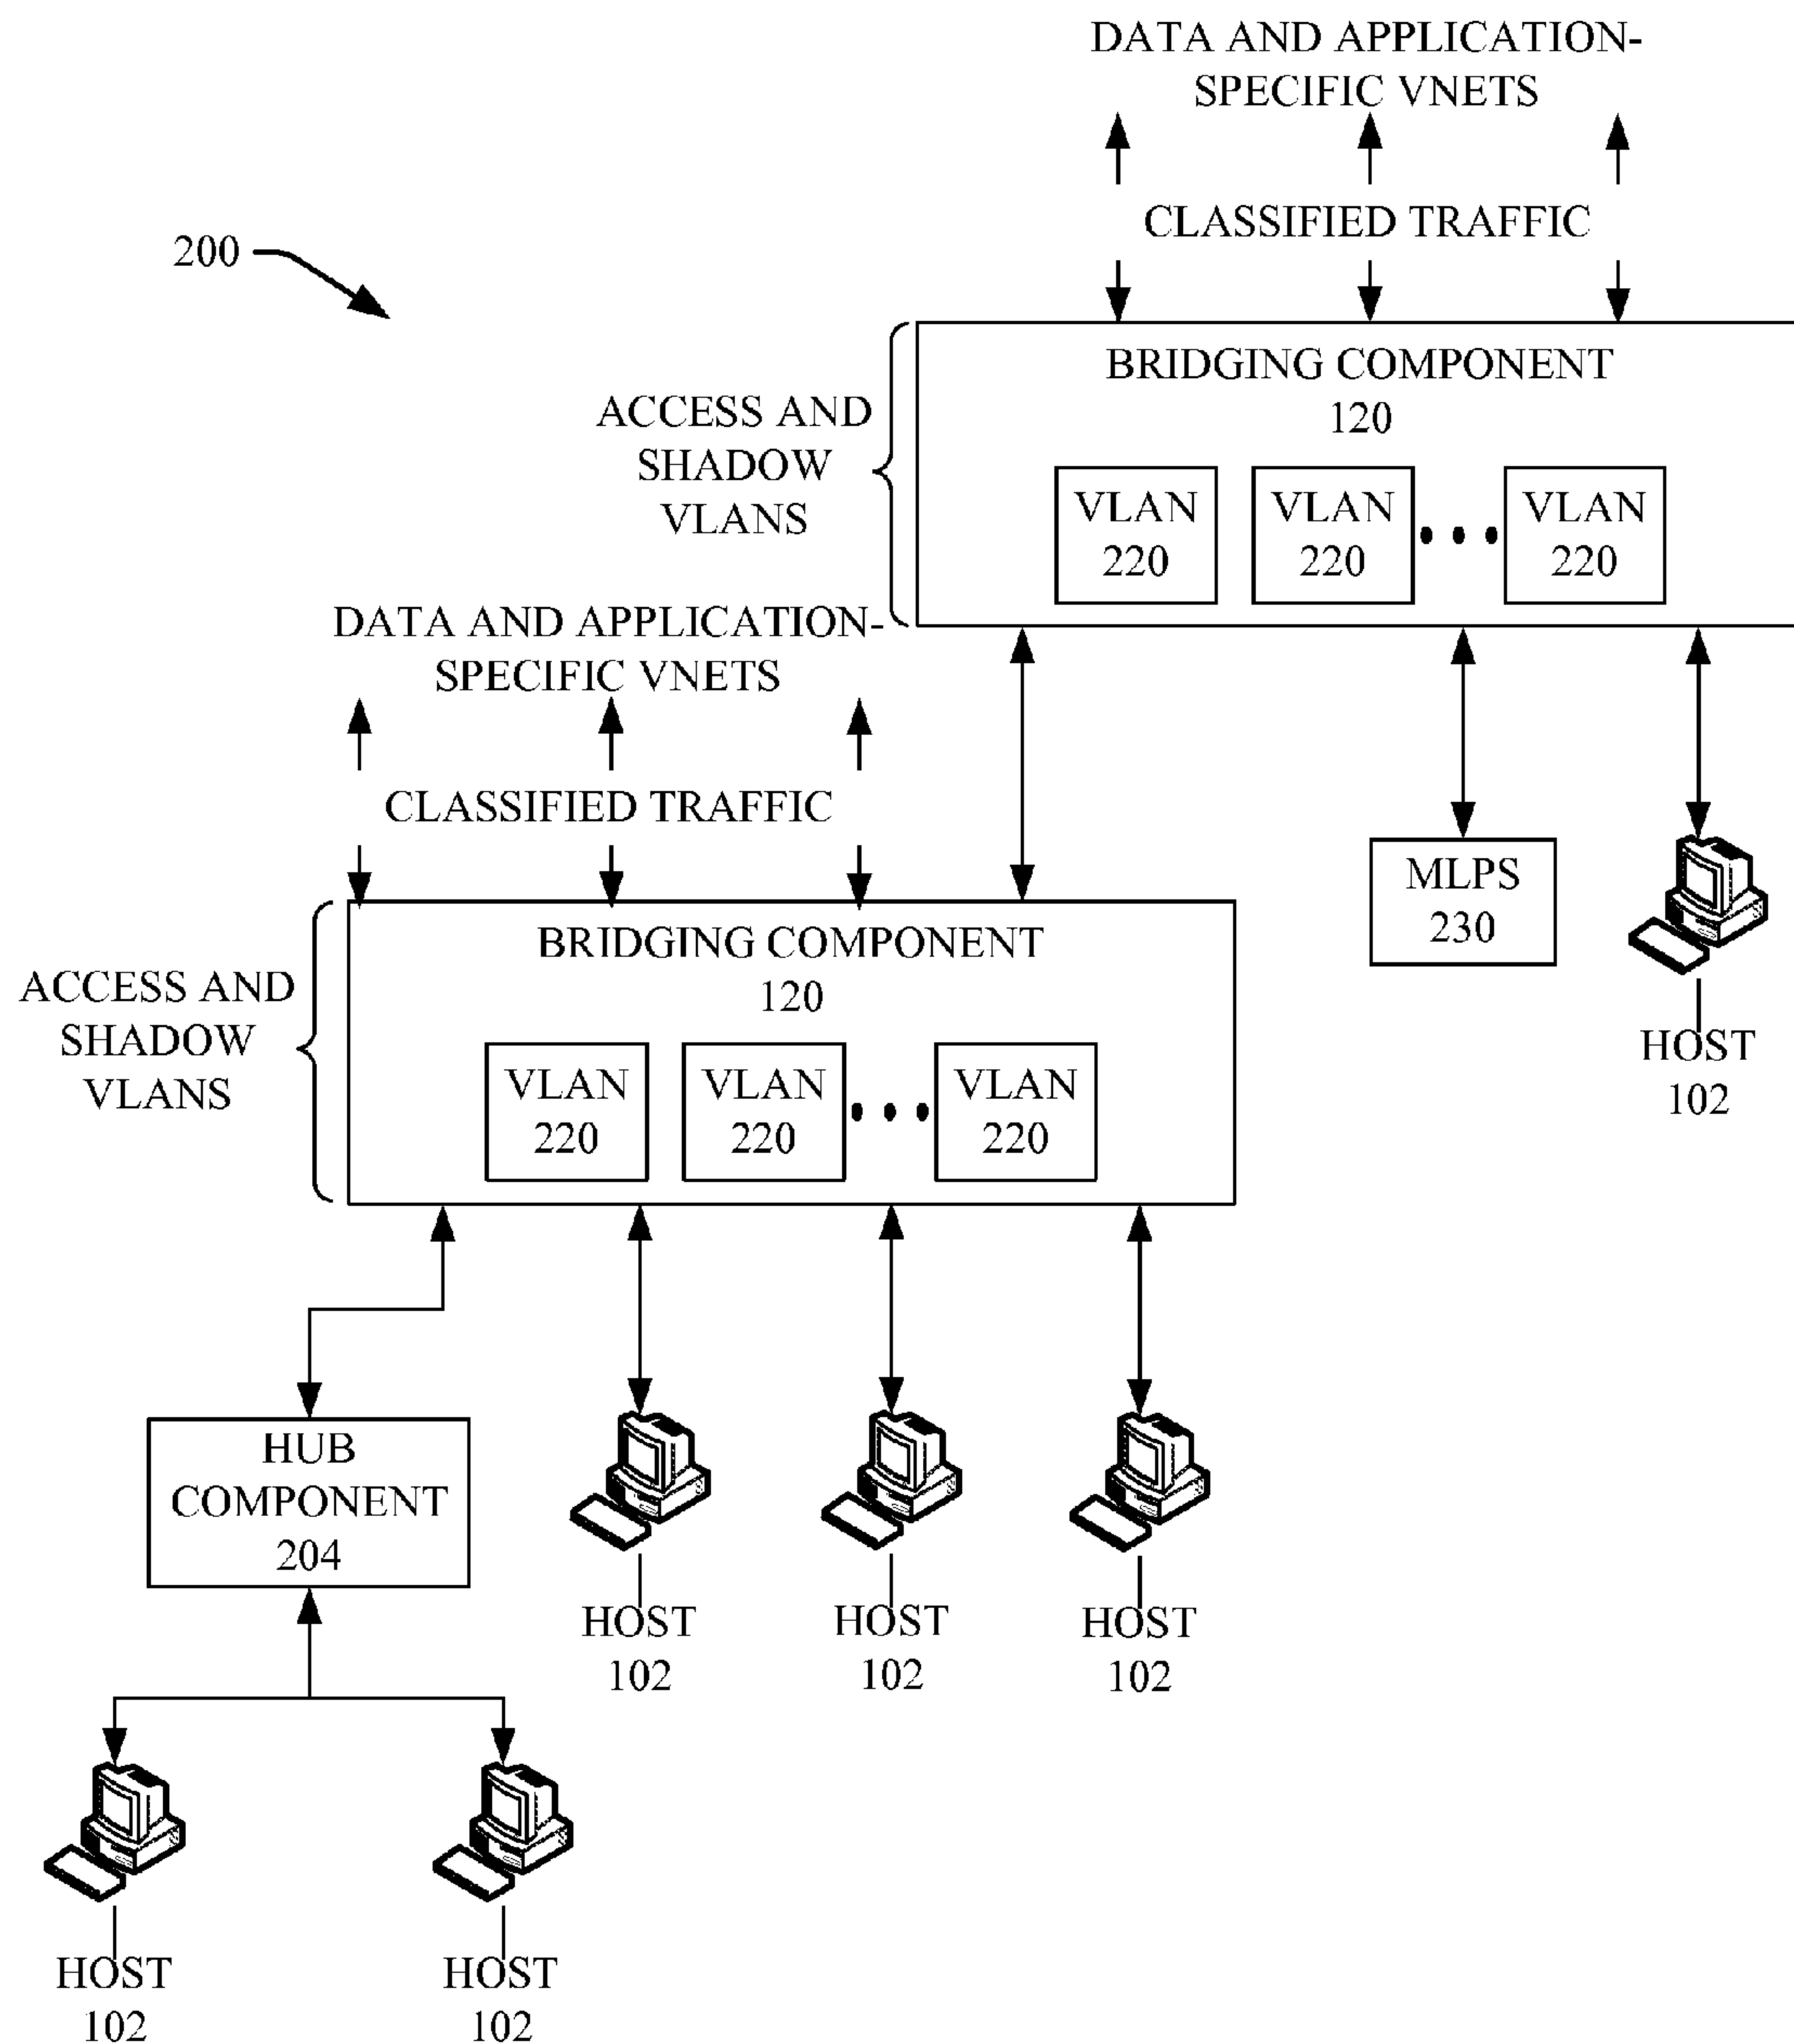 DATA AND APPLICATION-
SPECIFIC VNETS
CLASSIFIED TRAFFIC
200
BRIDGING COMPONENT
120
ACCESS AND
SHADOW
VLANS
VLAN
220
VLAN
220
VLAN
220
DATA AND APPLICATION-
SPECIFIC VNETS
CLASSIFIED TRAFFIC
MLPS
230
HOST
102
BRIDGING COMPONENT
120
ACCESS AND
SHADOW
VLANS
VLAN
220
VLAN
220
VLAN
220
HUB
COMPONENT
204
HOST
102
HOST
102
HOST
102
HOST
102
HOST
102